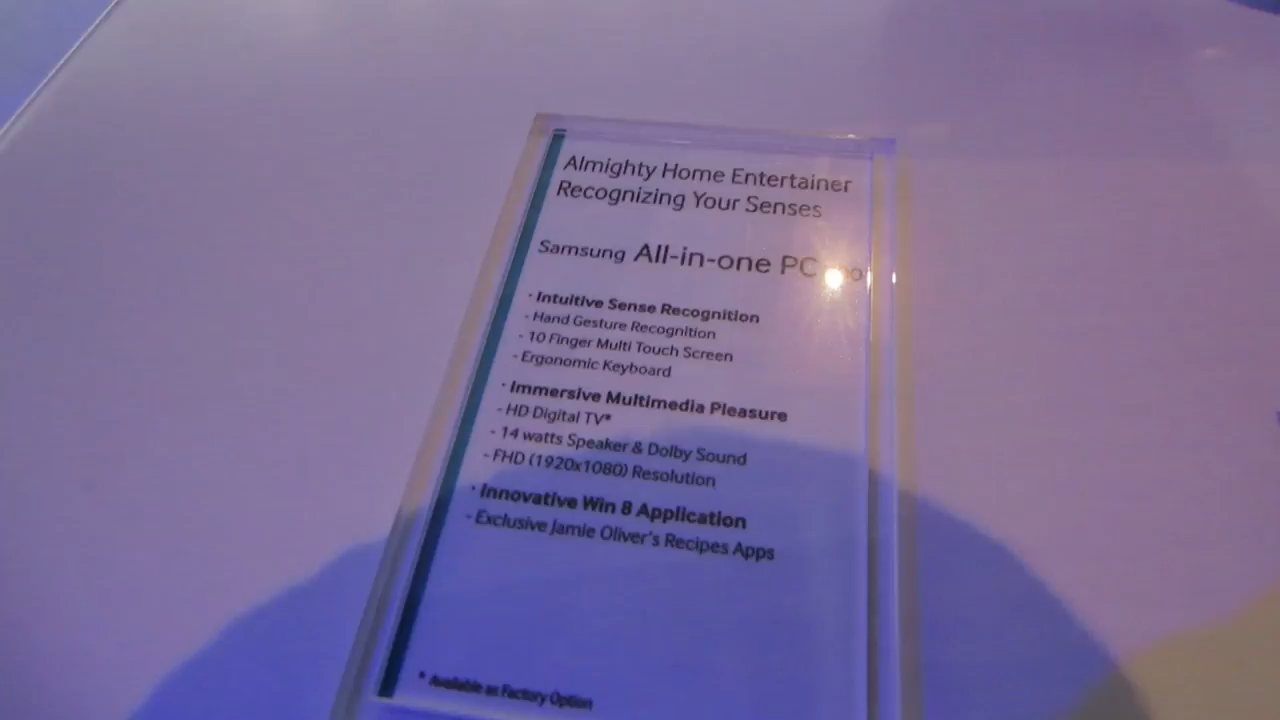 Almighty Home Entertainer
Recognizing Your Senses
Samsung All-in-one PC
· Intuitive Sense Recognition
- Hand Gesture Recognition
- 10 Finger Multi Touch Screen
- Ergonomic Keyboard
· Immersive Multimedia Pleasure
- HD Digital TV*
- 14 watts Speaker & Dolby Sound
- FHD (1920x1080) Resolution
· Innovative Win 8 Application
- Exclusive Jamie Oliver's Recipes Apps
* Available as Factory Option